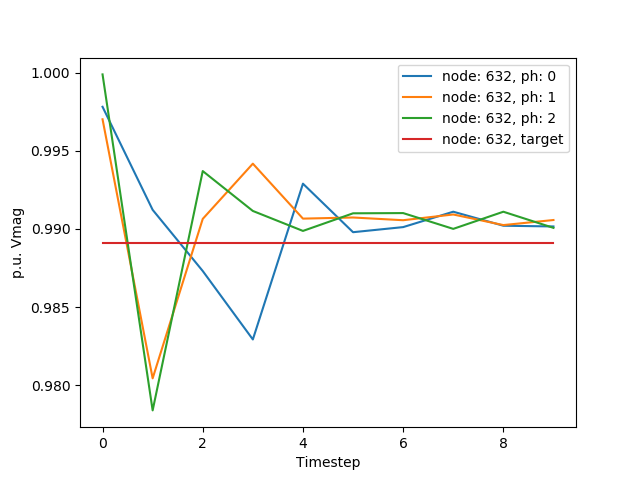 1.000
0.995
0.990
0.985
0.980
p.u. Vmag
0
2
4
6
8
Timestep
node: 632, ph: 0
node: 632, ph: 1
node: 632, ph: 2
node: 632, target